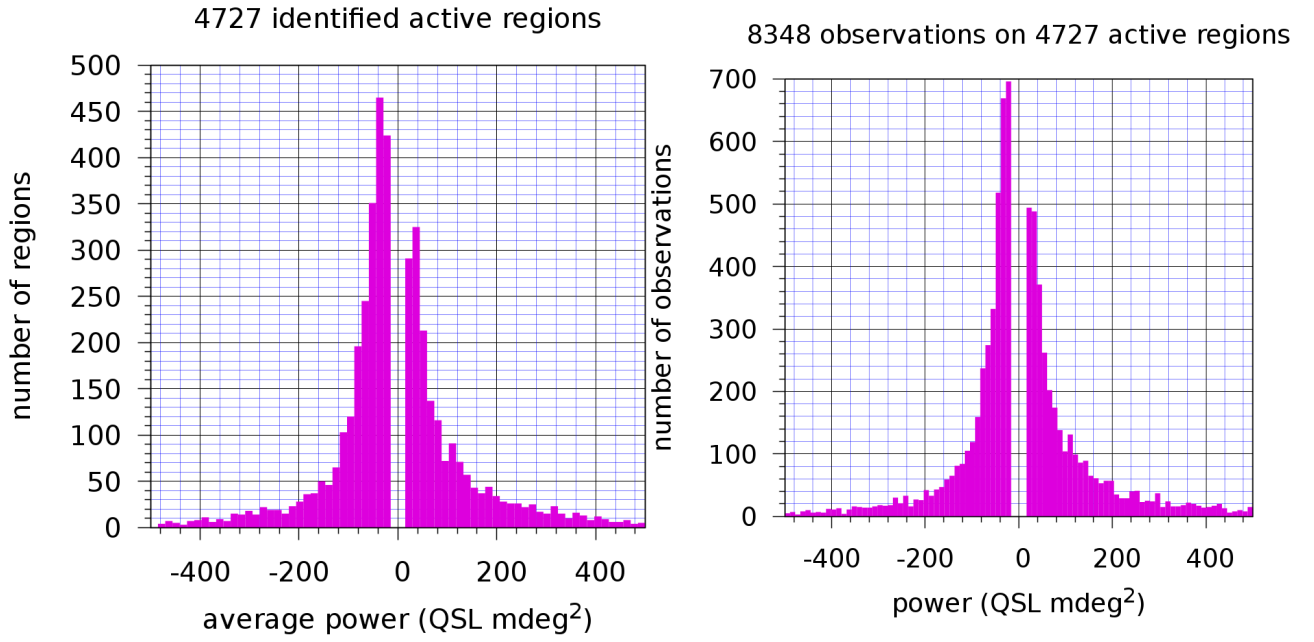 4727 identified active regions
number of regions
500
450
400
350
300
250
200
150
100
50
0
-400 -200 0 200 400
average power (QSL mdeg²)
8348 observations on 4727 active regions
number of observations
700
600
500
400
300
200
100
0
-400 -200 0 200 400
power (QSL mdeg²)